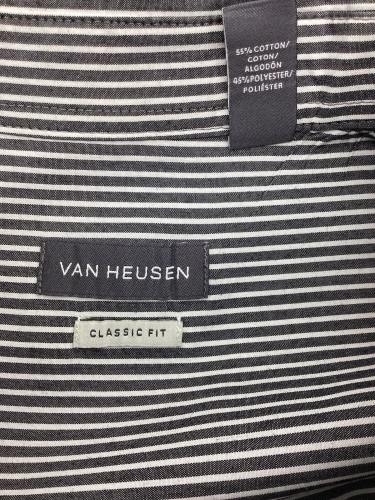 55% COTTON/
COTON/
ALGODÓN
45%POLYESTER/
POLIÉSTER
VAN HEUSEN
CLASSIC FIT